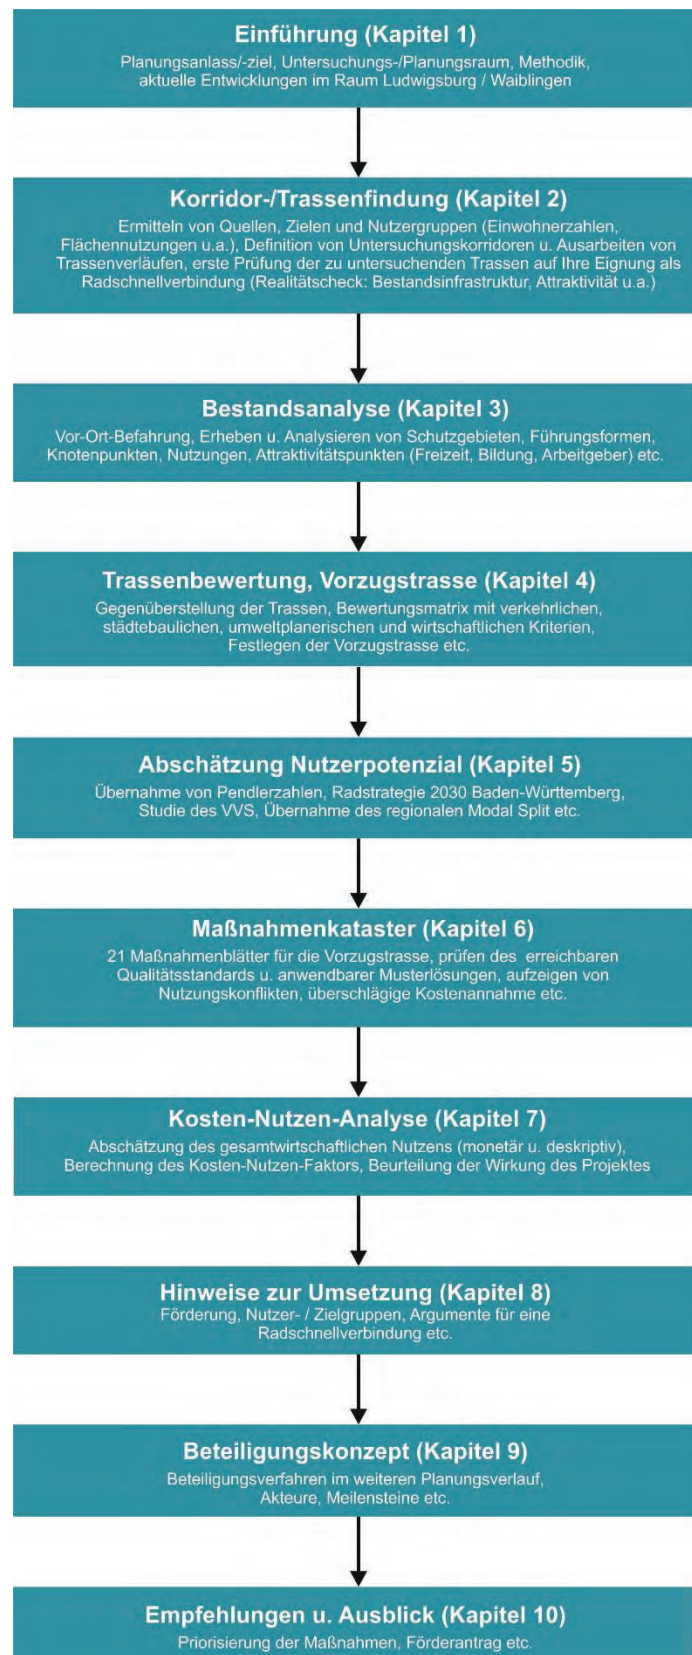 Einführung (Kapitel 1)
Planungsanlass/-ziel, Untersuchungs-/Planungsraum, Methodik,
aktuelle Entwicklungen im Raum Ludwigsburg / Waiblingen
Korridor-/Trassenfindung (Kapitel 2)
Ermitteln von Quellen, Zielen und Nutzergruppen (Einwohnerzahlen,
Flächennutzungen u.a.), Definition von Untersuchungskorridoren u. Ausarbeiten von
Trassenverläufen, erste Prüfung der zu untersuchenden Trassen auf Ihre Eignung als
Radschnellverbindung (Realitätscheck: Bestandsinfrastruktur, Attraktivität u.a.)
Bestandsanalyse (Kapitel 3)
Vor-Ort-Befahrung, Erheben u. Analysieren von Schutzgebieten, Führungsformen,
Knotenpunkten, Nutzungen, Attraktivitätspunkten (Freizeit, Bildung, Arbeitgeber) etc.
Trassenbewertung, Vorzugstrasse (Kapitel 4)
Gegenüberstellung der Trassen, Bewertungsmatrix mit verkehrlichen,
städtebaulichen, umweltplanerischen und wirtschaftlichen Kriterien,
Festlegen der Vorzugstrasse etc.
Abschätzung Nutzerpotenzial (Kapitel 5)
Übernahme von Pendlerzahlen, Radstrategie 2030 Baden-Württemberg,
Studie des VVS, Übernahme des regionalen Modal Split etc.
Maßnahmenkataster (Kapitel 6)
21 Maßnahmenblätter für die Vorzugstrasse, prüfen des erreichbaren
Qualitätsstandards u. anwendbarer Musterlösungen, aufzeigen von
Nutzungskonflikten, überschlägige Kostenannahme etc.
Kosten-Nutzen-Analyse (Kapitel 7)
Abschätzung des gesamtwirtschaftlichen Nutzens (monetär u. deskriptiv),
Berechnung des Kosten-Nutzen-Faktors, Beurteilung der Wirkung des Projektes
Hinweise zur Umsetzung (Kapitel 8)
Förderung, Nutzer- / Zielgruppen, Argumente für eine
Radschnellverbindung etc.
Beteiligungskonzept (Kapitel 9)
Beteiligungsverfahren im weiteren Planungsverlauf,
Akteure, Meilensteine etc.
Empfehlungen u. Ausblick (Kapitel 10)
Priorisierung der Maßnahmen, Förderantrag etc.